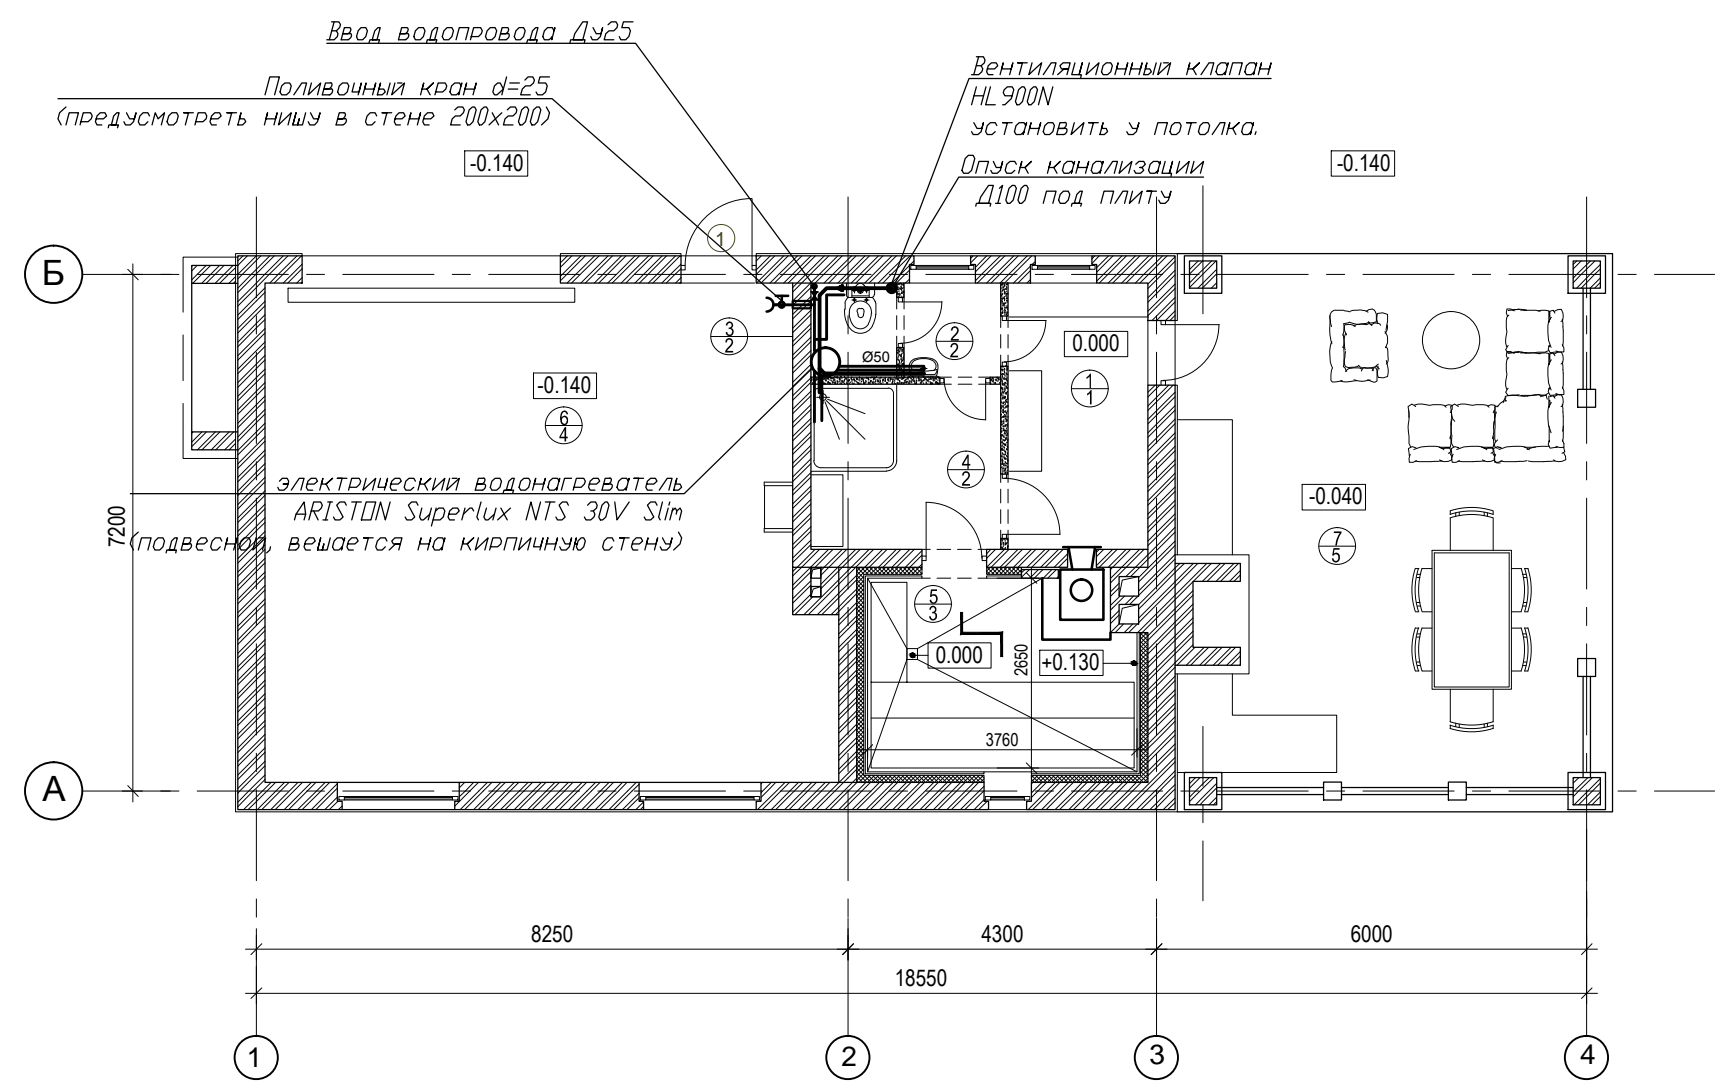 Ввод водопровода Ду25
Поливочный кран d=25
(предусмотреть нишу в стене 200х200)
Вентиляционный клапан
HL 900N
установить у потолка.
Опуск канализации
Д100 под плиту
-0.140
-0.140
1
Б
3
2
2
2
0.000
Ø50
1
1
-0.140
6
4
4
2
электрический водонагреватель
ARISTON Superlux NTS 30V Slim
(подвесной, вешается на кирпичную стену)
7200
-0.040
7
5
5
3
0.000
2650
+0.130
3760
А
8250
4300
6000
18550
1
2
3
4